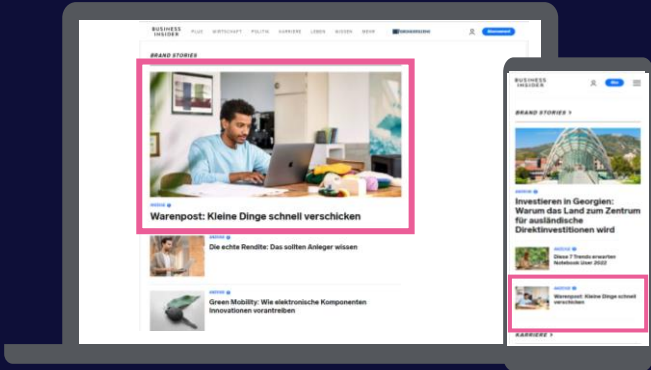 BUSINESS
INSIDER
PLUS WIRTSCHAFT POLITIK KARRIERE LEBEN WISSEN MEHR
BRAND STORIES
ANZEIGE
Warenpost: Kleine Dinge schnell verschicken
ANZEIGE
Die echte Rendite: Das sollten Anleger wissen
ANZEIGE
Green Mobility: Wie elektronische Komponenten
Innovationen vorantreiben
BUSINESS
INSIDER
Abo
BRAND STORIES >
ANZEIGE
Investieren in Georgien:
Warum das Land zum Zentrum
für ausländische
Direktinvestitionen wird
ANZEIGE
Diese 7 Trends erwarten
Notebook User 2022
ANZEIGE
Warenpost: Kleine Dinge schnell
verschicken
KARRIERE >